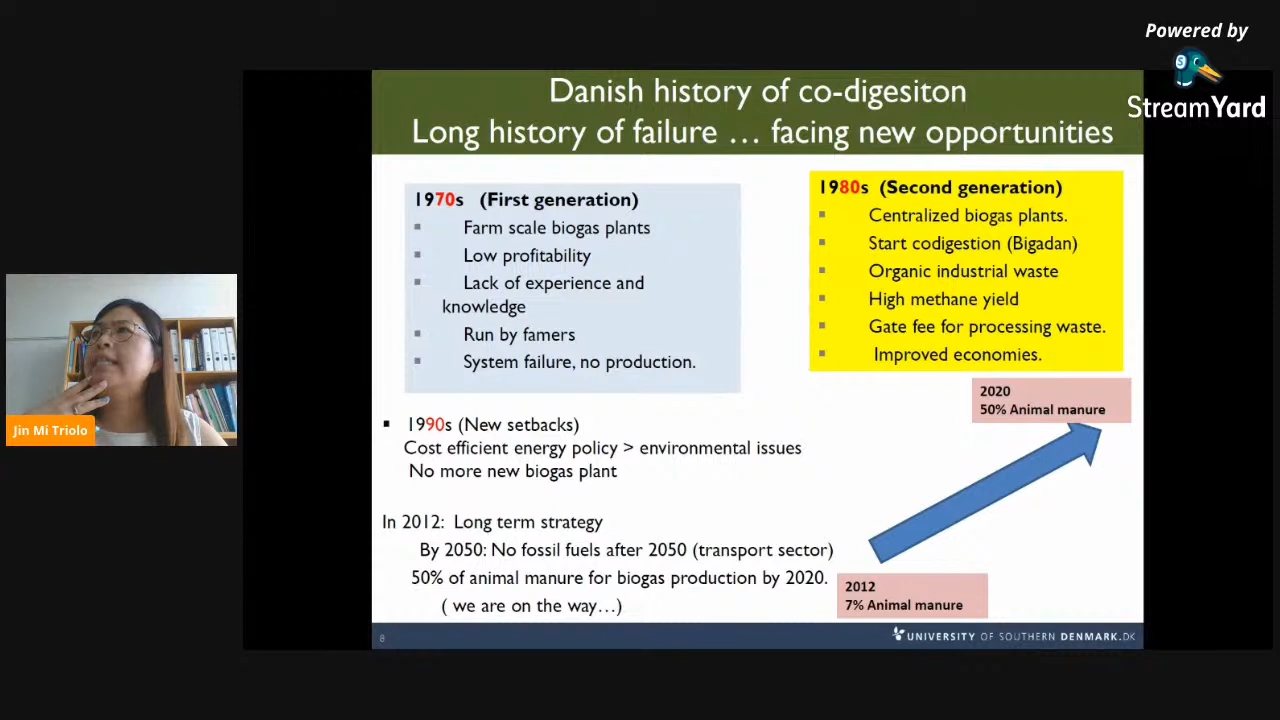 Powered by
StreamYard
Danish history of co-digesiton
Long history of failure … facing new opportunities
1970s (First generation)
Farm scale biogas plants
Low profitability
Lack of experience and
knowledge
Run by famers
System failure, no production.
1980s (Second generation)
Centralized biogas plants.
Start codigestion (Bigadan)
Organic industrial waste
High methane yield
Gate fee for processing waste.
Improved economies.
2020
50% Animal manure
1990s (New setbacks)
Cost efficient energy policy > environmental issues
No more new biogas plant
In 2012: Long term strategy
By 2050: No fossil fuels after 2050 (transport sector)
50% of animal manure for biogas production by 2020.
( we are on the way…)
2012
7% Animal manure
8
UNIVERSITY OF SOUTHERN DENMARK.DK
Jin Mi Triolo